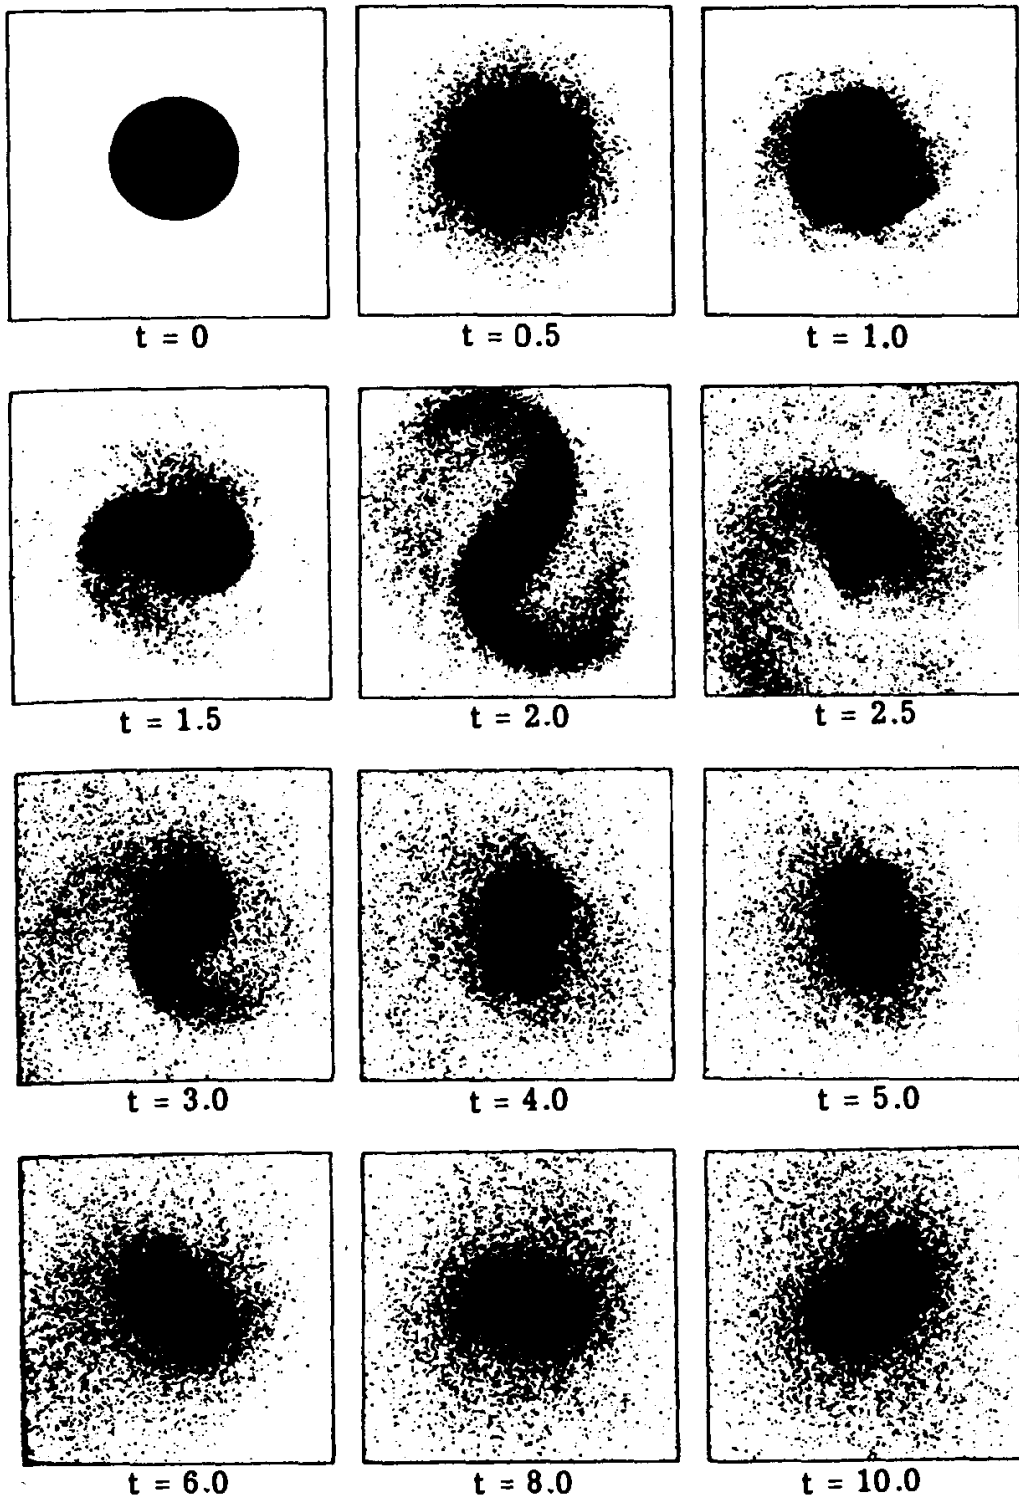 t = 0
t = 0.5
t = 1.0
t = 1.5
t = 2.0
t = 2.5
t = 3.0
t = 4.0
t = 5.0
t = 6.0
t = 8.0
t = 10.0